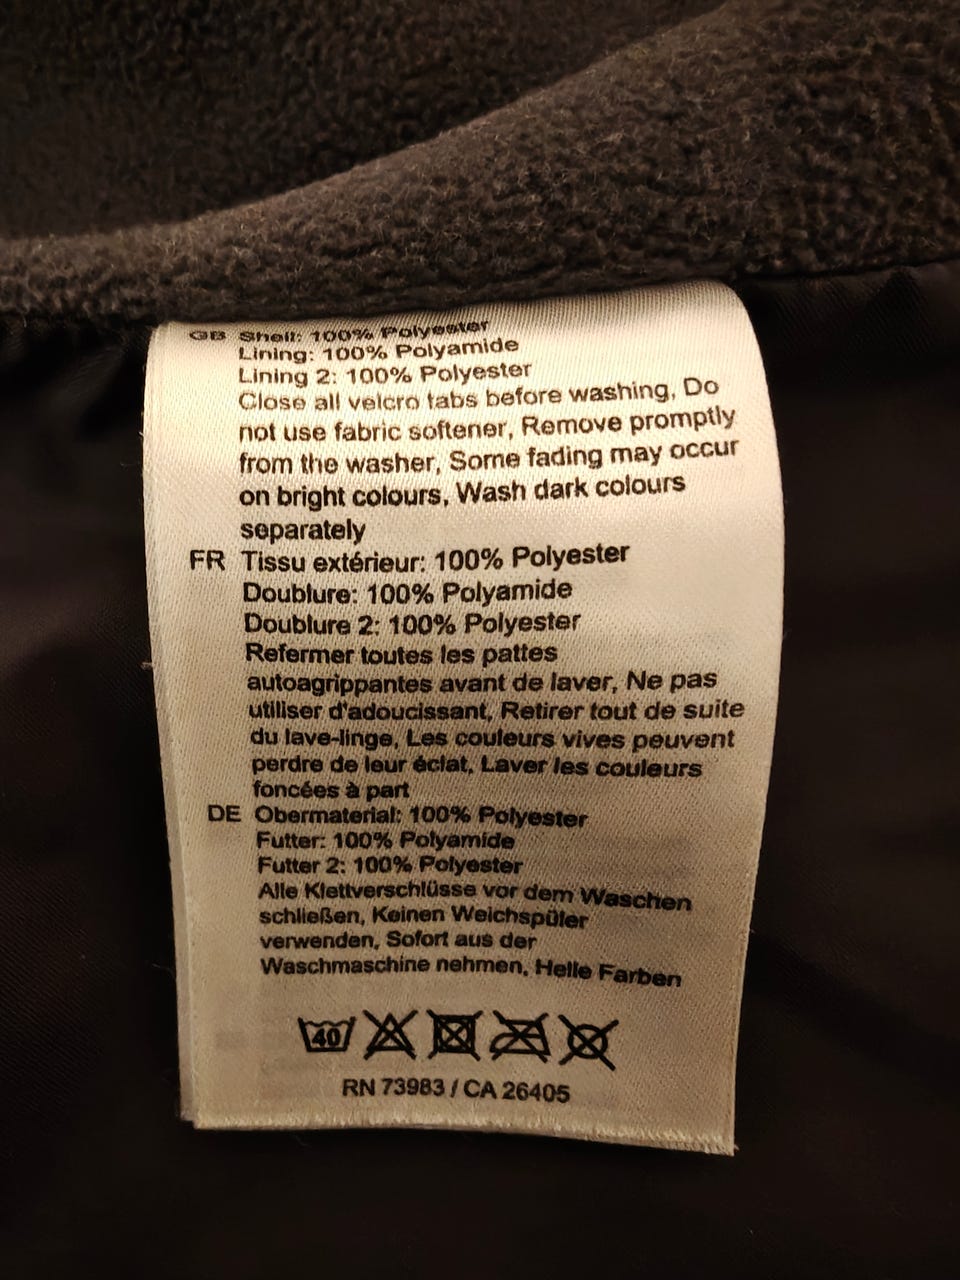 GB Shell: 100% Polyester
Lining: 100% Polyamide
Lining 2: 100% Polyester
Close all velcro tabs before washing, Do
not use fabric softener, Remove promptly
from the washer, Some fading may occur
on bright colours, Wash dark colours
separately
FR Tissu extérieur: 100% Polyester
Doublure: 100% Polyamide
Doublure 2: 100% Polyester
Refermer toutes les pattes
autoagrippantes avant de laver, Ne pas
utiliser d'adoucissant, Retirer tout de suite
du lave-linge, Les couleurs vives peuvent
perdre de leur éclat, Laver les couleurs
foncées à part
DE Obermaterial: 100% Polyester
Futter: 100% Polyamide
Futter 2: 100% Polyester
Alle Klettverschlüsse vor dem Waschen
schließen, Keinen Weichspüler
verwenden, Sofort aus der
Waschmaschine nehmen, Helle Farben
40
RN 73983 / CA 26405